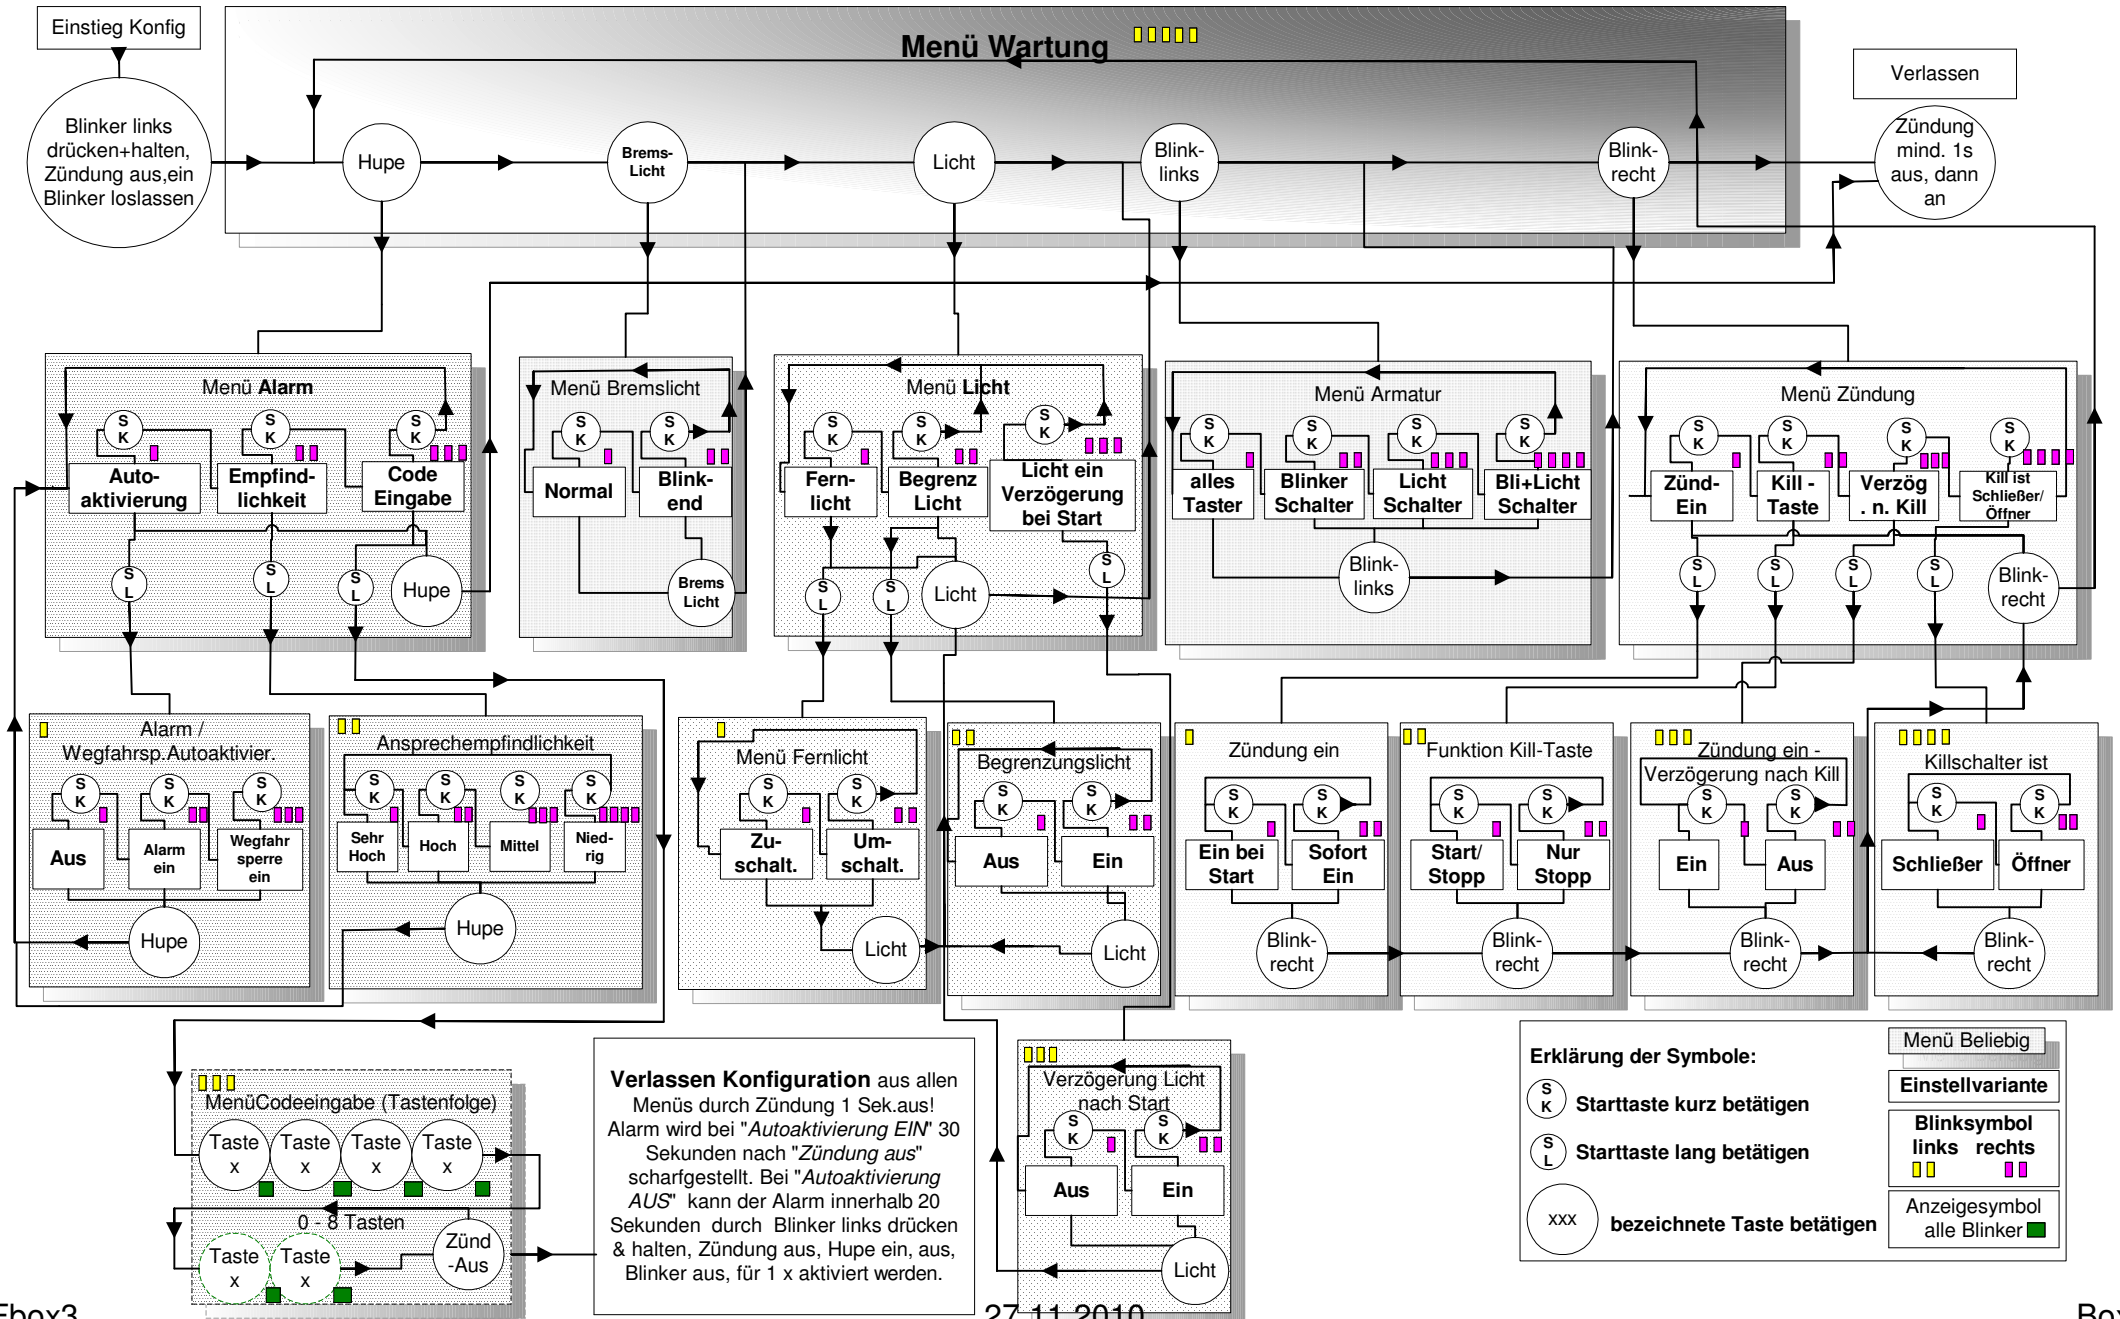 Einstieg Konfig
Menü Wartung
Verlassen
Blinker links
drücken+halten,
Zündung aus,ein
Blinker loslassen
Hupe
Brems-
Licht
Licht
Blink-
links
Blink-
recht
Zündung
mind. 1s
aus, dann
an
Menü Alarm
S
K
S
K
S
K
Auto-
aktivierung
Empfind-
lichkeit
Code
Eingabe
S
L
S
L
S
L
Hupe
Menü Bremslicht
S
K
S
K
Normal
Blink-
end
Brems
Licht
Menü Licht
S
K
S
K
S
K
Fern-
licht
Begrenz
Licht
Licht ein
Verzögerung
bei Start
S
L
S
L
Licht
S
L
Menü Armatur
S
K
S
K
S
K
S
K
alles
Taster
Blinker
Schalter
Licht
Schalter
Bli+Licht
Schalter
Blink-
links
Menü Zündung
S
K
S
K
S
K
S
K
Zünd-
Ein
Kill -
Taste
Verzög
. n. Kill
Kill ist
Schließer/
Öffner
S
L
S
L
S
L
S
L
Blink-
recht
Alarm /
Wegfahrsp.Autoaktivier.
S
K
S
K
S
K
Aus
Alarm
ein
Wegfahr
sperre
ein
Hupe
Ansprechempfindlichkeit
S
K
S
K
S
K
S
K
Sehr
Hoch
Hoch
Mittel
Nied-
rig
Hupe
Menü Fernlicht
S
K
S
K
Zu-
schalt.
Um-
schalt.
Licht
Begrenzungslicht
S
K
S
K
Aus
Ein
Licht
Zündung ein
S
K
S
K
Ein bei
Start
Sofort
Ein
Blink-
recht
Funktion Kill-Taste
S
K
S
K
Start/
Stopp
Nur
Stopp
Blink-
recht
Zündung ein -
Verzögerung nach Kill
S
K
S
K
Ein
Aus
Blink-
recht
Killschalter ist
S
K
S
K
Schließer
Öffner
Blink-
recht
MenüCodeeingabe (Tastenfolge)
Taste
x
Taste
x
Taste
x
Taste
x
0 - 8 Tasten
Taste
x
Taste
x
Zünd
-Aus
Verlassen Konfiguration aus allen
Menüs durch Zündung 1 Sek.aus!
Alarm wird bei "Autoaktivierung EIN" 30
Sekunden nach "Zündung aus"
scharfgestellt. Bei "Autoaktivierung
AUS" kann der Alarm innerhalb 20
Sekunden durch Blinker links drücken
& halten, Zündung aus, Hupe ein, aus,
Blinker aus, für 1 x aktiviert werden.
Verzögerung Licht
nach Start
S
K
S
K
Aus
Ein
Licht
Erklärung der Symbole:
S
K
Starttaste kurz betätigen
S
L
Starttaste lang betätigen
xxx
bezeichnete Taste betätigen
Menü Beliebig
Einstellvariante
Blinksymbol
links rechts
Anzeigesymbol
alle Blinker
27.11.2010